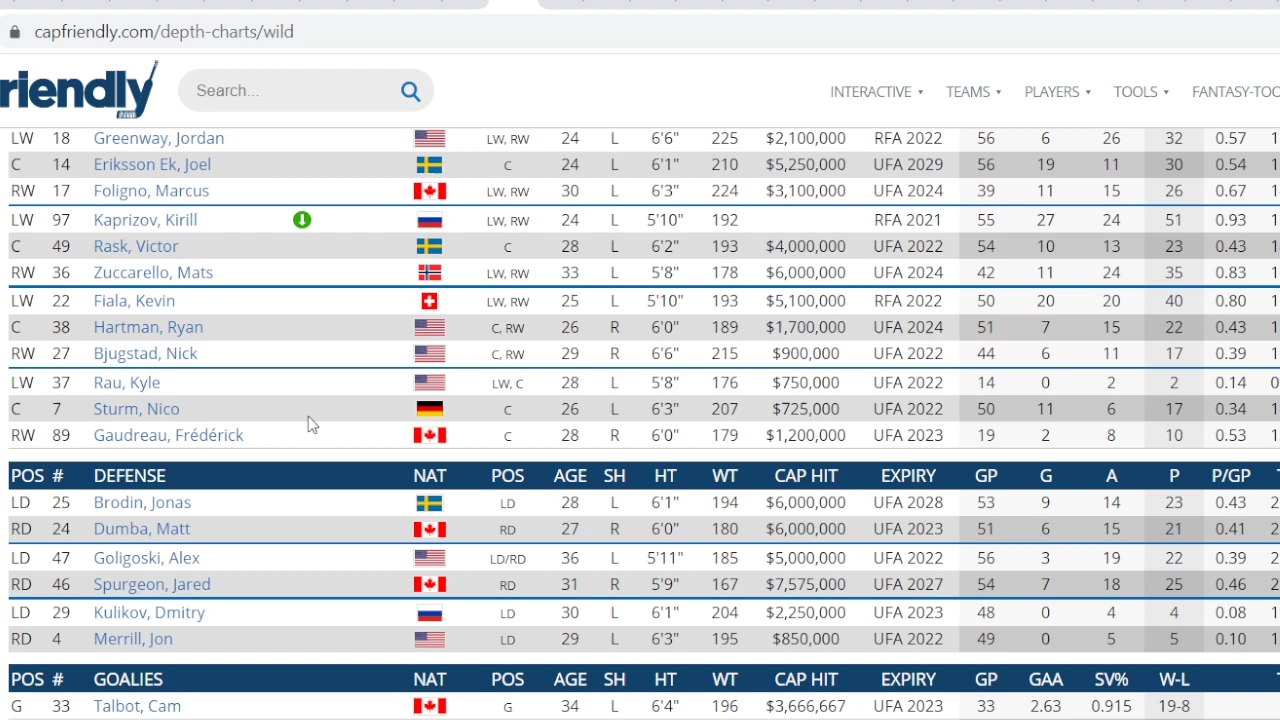 capfriendly.com/depth-charts/wild
riendly Search... INTERACTIVE TEAMS PLAYERS TOOLS FANTASY-TOO
LW 18 Greenway, Jordan LW, RW 24 L 6'6" 225 $2,100,000 RFA 2022 56 6 26 32 0.57 1
C 14 Eriksson Ek, Joel C 24 L 6'1" 210 $5,250,000 UFA 2029 56 19 11 30 0.54 1
RW 17 Foligno, Marcus LW, RW 30 L 6'3" 224 $3,100,000 UFA 2024 39 11 15 26 0.67 1
LW 97 Kaprizov, Kirill LW, RW 24 L 5'10" 192 RFA 2021 55 27 24 51 0.93 1
C 49 Rask, Victor C 28 L 6'2" 193 $4,000,000 UFA 2022 54 10 13 23 0.43 1
RW 36 Zuccarello, Mats LW, RW 33 L 5'8" 178 $6,000,000 UFA 2024 42 11 24 35 0.83 1
LW 22 Fiala, Kevin LW, RW 25 L 5'10" 193 $5,100,000 RFA 2022 50 20 20 40 0.80 1
C 38 Hartman, Ryan C, RW 26 R 6'0" 189 $1,700,000 UFA 2024 51 7 15 22 0.43 1
RW 27 Bjugstad, Nick C, RW 29 R 6'6" 215 $900,000 UFA 2022 44 6 11 17 0.39 1
LW 37 Rau, Kyle LW, C 28 L 5'8" 176 $750,000 UFA 2022 14 0 2 2 0.14 0
C 7 Sturm, Nico C 26 L 6'3" 207 $725,000 UFA 2022 50 11 6 17 0.34 1
RW 89 Gaudreau, Frédérick C 28 R 6'0" 179 $1,200,000 UFA 2023 19 2 8 10 0.53 1
POS # DEFENSE NAT POS AGE SH HT WT CAP HIT EXPIRY GP G A P P/GP T
LD 25 Brodin, Jonas LD 28 L 6'1" 194 $6,000,000 UFA 2028 53 9 14 23 0.43 2
RD 24 Dumba, Matt RD 27 R 6'0" 180 $6,000,000 UFA 2023 51 6 15 21 0.41 2
LD 47 Goligoski, Alex LD/RD 36 L 5'11" 185 $5,000,000 UFA 2022 56 3 19 22 0.39 2
RD 46 Spurgeon, Jared RD 31 R 5'9" 167 $7,575,000 UFA 2027 54 7 18 25 0.46 2
LD 29 Kulikov, Dmitry LD 30 L 6'1" 204 $2,250,000 UFA 2023 48 0 4 4 0.08 1
RD 4 Merrill, Jon LD 29 L 6'3" 195 $850,000 UFA 2022 49 0 5 5 0.10 1
POS # GOALIES NAT POS AGE SH HT WT CAP HIT EXPIRY GP GAA SV% W-L T
G 33 Talbot, Cam G 34 L 6'4" 196 $3,666,667 UFA 2023 33 2.63 0.915 19-8